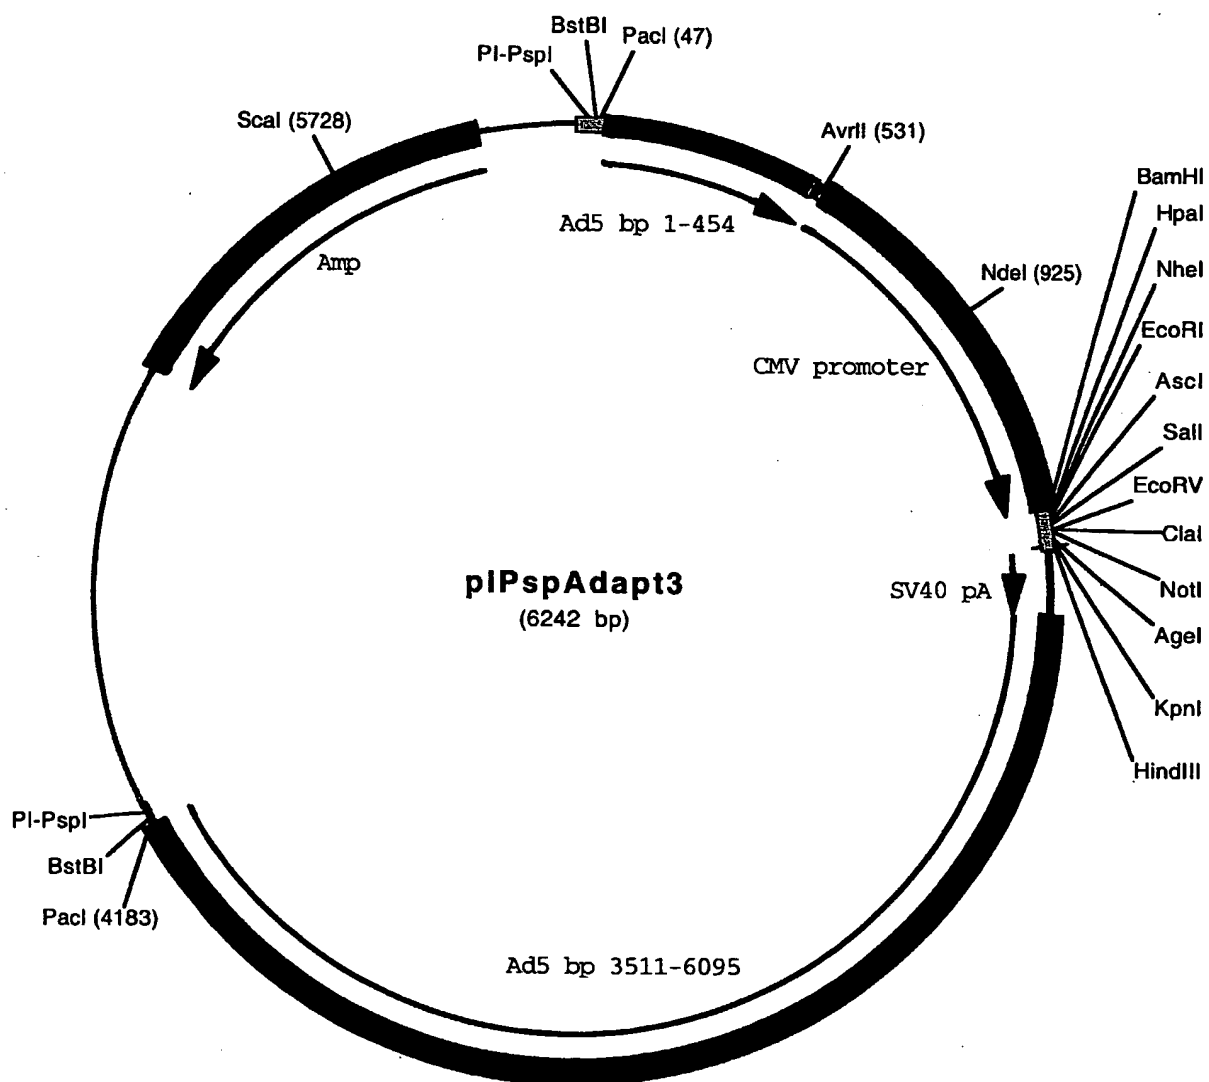 BstBI
PacI (47)
PI-PspI
ScaI (5728)
AvrII (531)
BamHI
HpaI
Ad5 bp 1-454
Amp
NheI
NdeI (925)
EcoRI
CMV promoter
AscI
SalI
EcoRV
ClaI
pIPspAdapt3
(6242 bp)
SV40 pA
NotI
AgeI
KpnI
HindIII
PI-PspI
BstBI
PacI (4183)
Ad5 bp 3511-6095